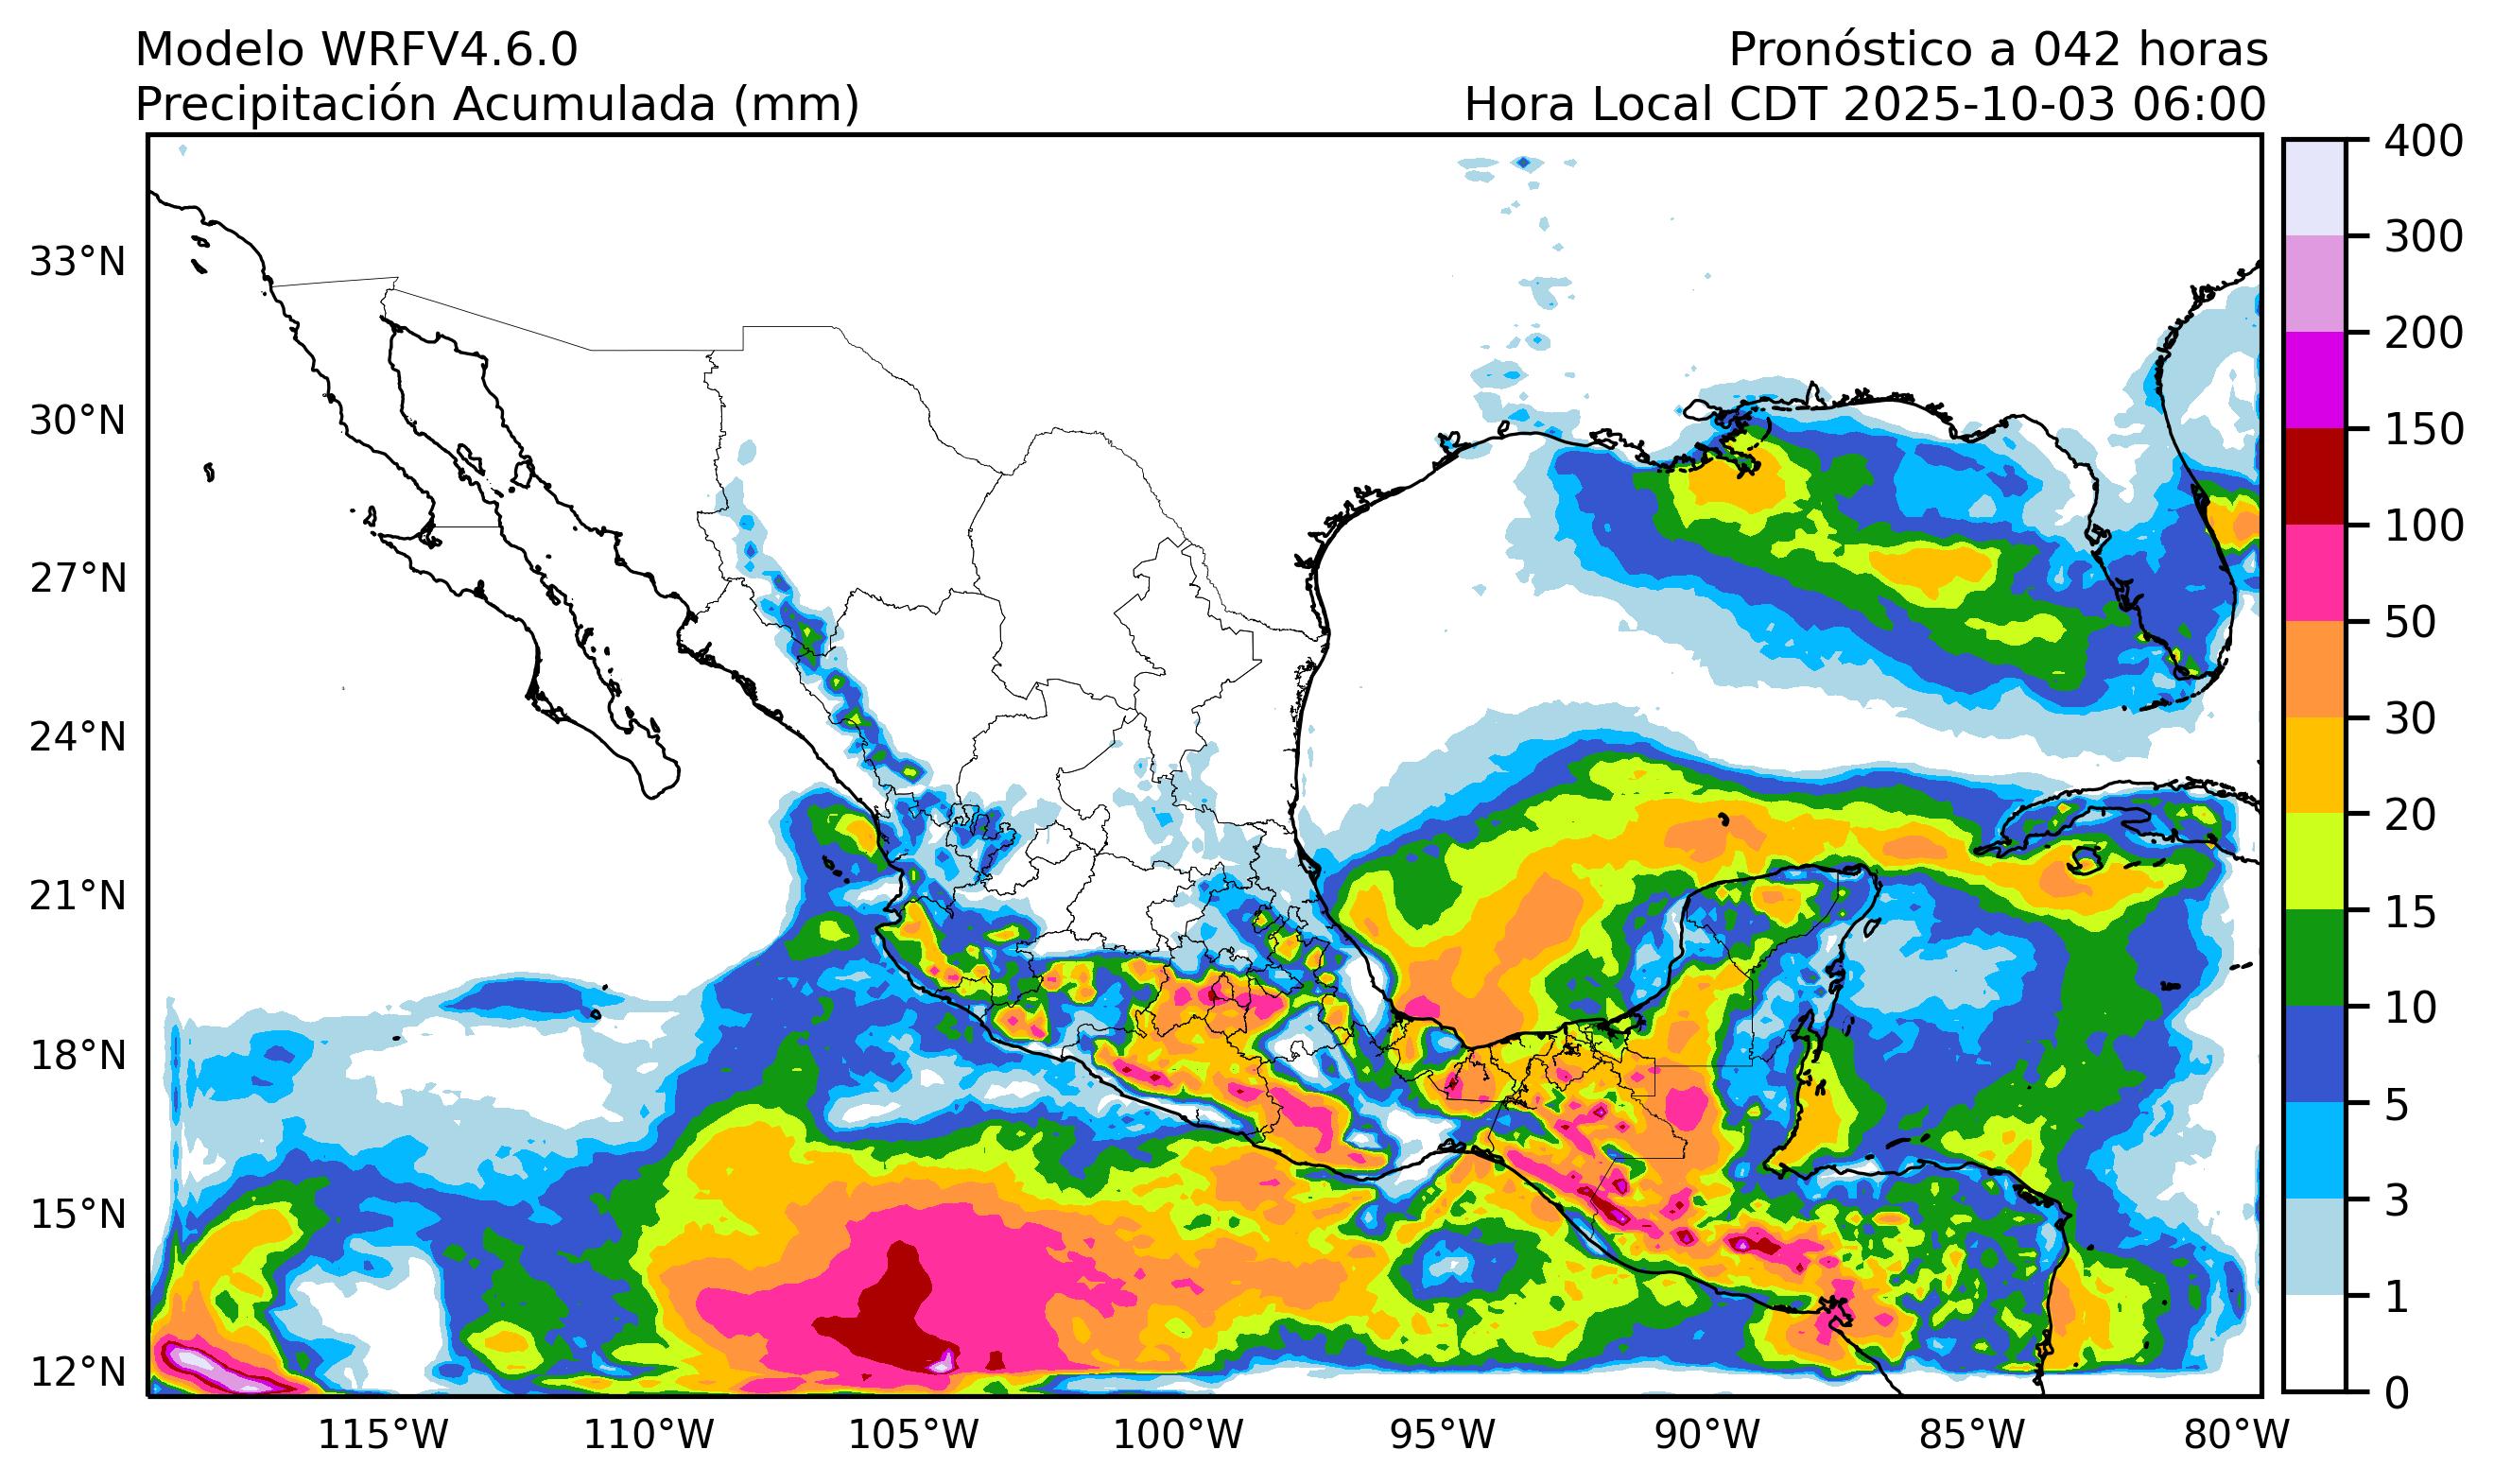 Modelo WRFV4.6.0
Pronóstico a 042 horas
Precipitación Acumulada (mm)
Hora Local CDT 2025-10-03 06:00
33°N
30°N
27°N
24°N
21°N
18°N
15°N
12°N
115°W
110°W
105°W
100°W
95°W
90°W
85°W
80°W
400
300
200
150
100
50
30
20
15
10
5
3
1
0